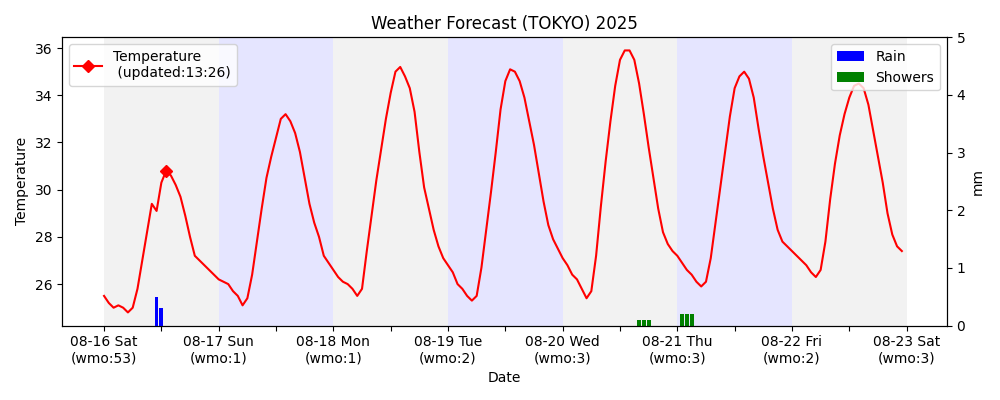 Weather Forecast (TOKYO) 2025
Temperature
(updated:13:26)
Rain
Showers
36
34
32
30
28
26
Temperature
5
4
3
2
1
0
mm
08-16 Sat 08-17 Sun 08-18 Mon 08-19 Tue 08-20 Wed 08-21 Thu 08-22 Fri 08-23 Sat
(wmo:53) (wmo:1) (wmo:1) (wmo:2) (wmo:3) (wmo:3) (wmo:2) (wmo:3)
Date